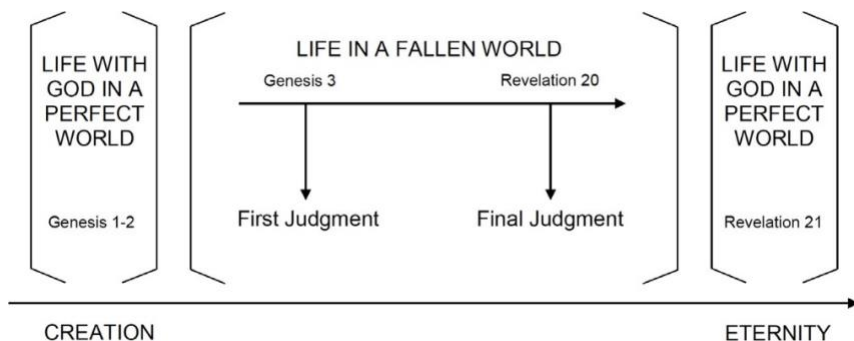 LIFE WITH
GOD IN A
PERFECT
WORLD
Genesis 1-2
LIFE IN A FALLEN WORLD
Genesis 3
Revelation 20
First Judgment
Final Judgment
LIFE WITH
GOD IN A
PERFECT
WORLD
Revelation 21
CREATION
ETERNITY